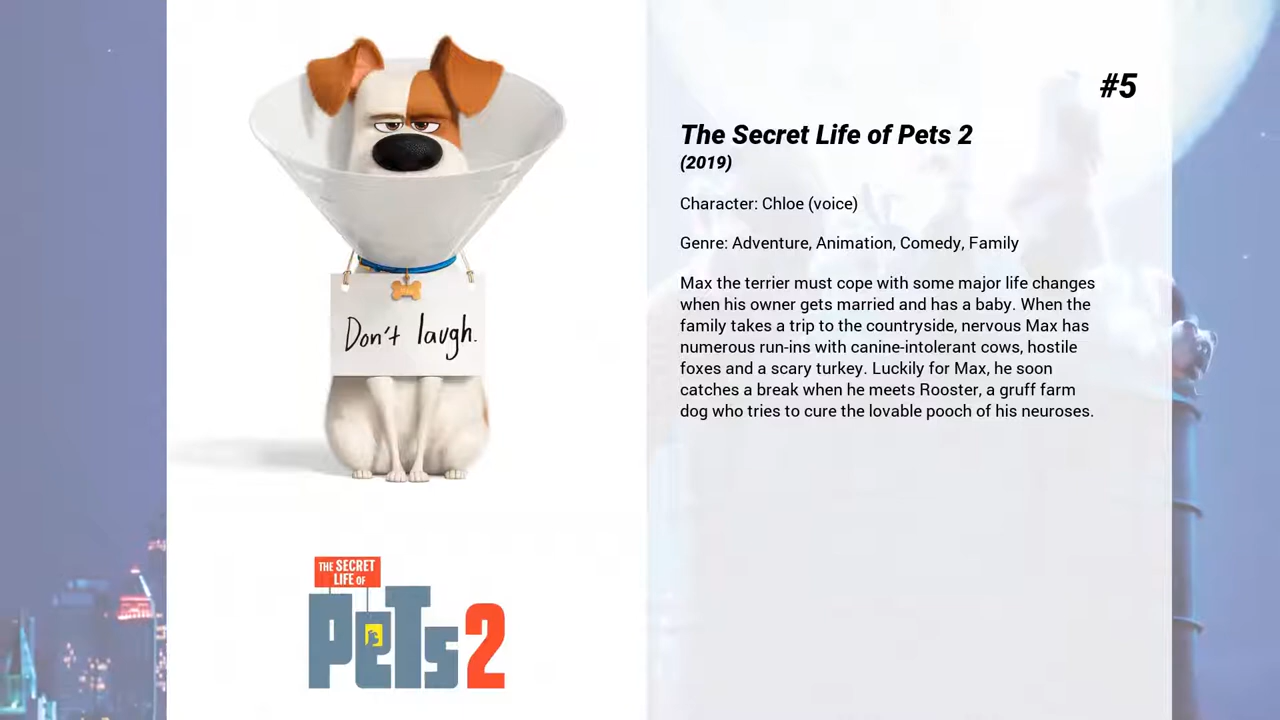 #5
The Secret Life of Pets 2
(2019)
Character: Chloe (voice)
Genre: Adventure, Animation, Comedy, Family
Max the terrier must cope with some major life changes
when his owner gets married and has a baby. When the
family takes a trip to the countryside, nervous Max has
numerous run-ins with canine-intolerant cows, hostile
foxes and a scary turkey. Luckily for Max, he soon
catches a break when he meets Rooster, a gruff farm
dog who tries to cure the lovable pooch of his neuroses.
Don't laugh.
THE SECRET
LIFE OF
PeTs 2